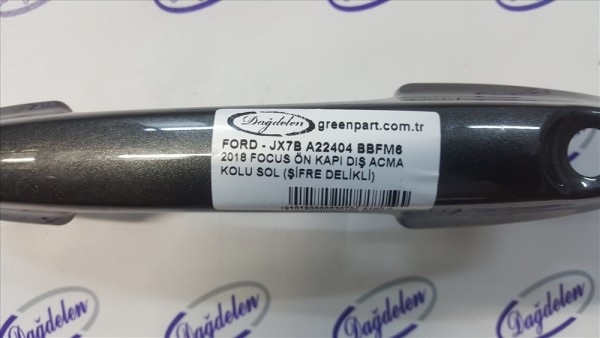 Dağdelen
Dağdelen greenpart.com.tr
FORD - JX7B A22404 BBFM6
2018 FOCUS ÖN KAPI DIŞ ACMA
KOLU SOL (ŞİFRE DELİKLİ)
Dağdelen
Dağdelen
Dağdelen
Dağdelen